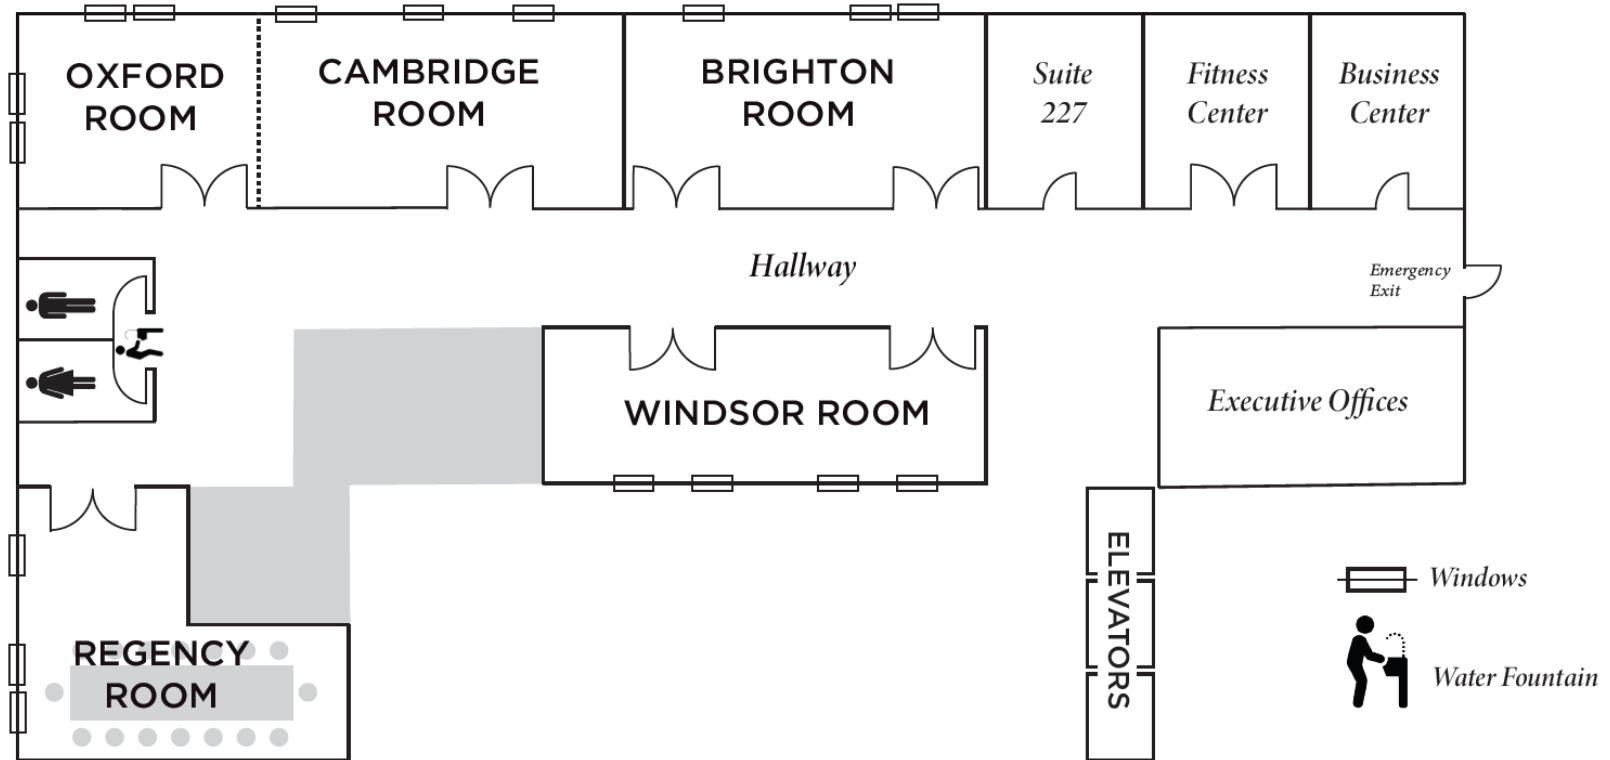 OXFORD
ROOM
CAMBRIDGE
ROOM
BRIGHTON
ROOM
Suite
227
Fitness
Center
Business
Center
Hallway
Emergency
Exit
WINDSOR ROOM
Executive Offices
ELEVATORS
REGENCY
ROOM
Windows
Water Fountain